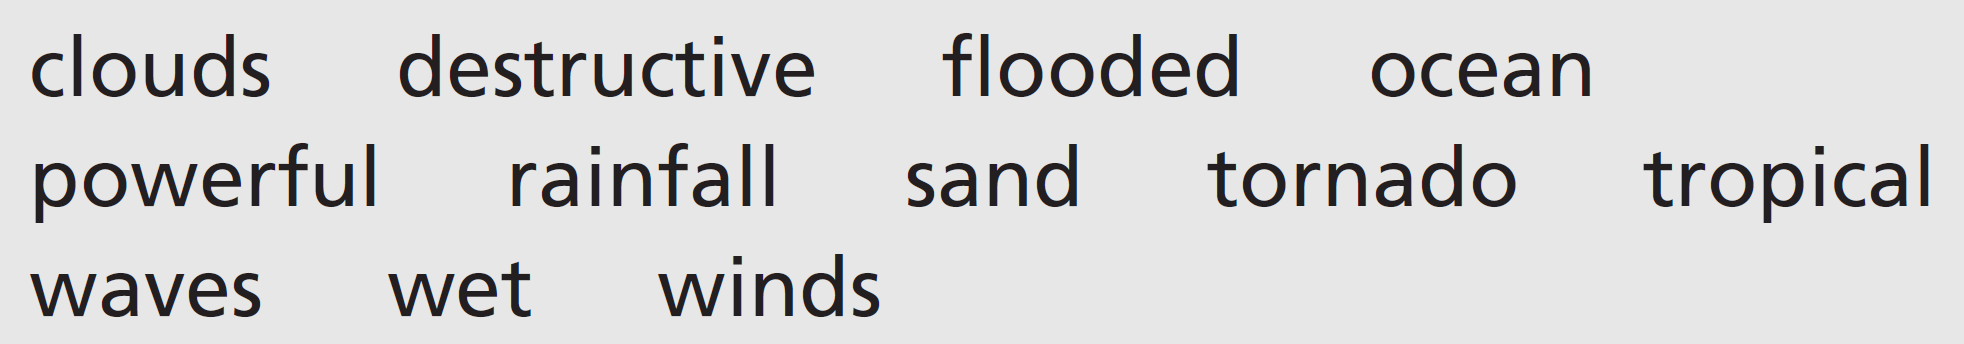 clouds destructive flooded ocean
powerful rainfall sand tornado tropical
waves wet winds